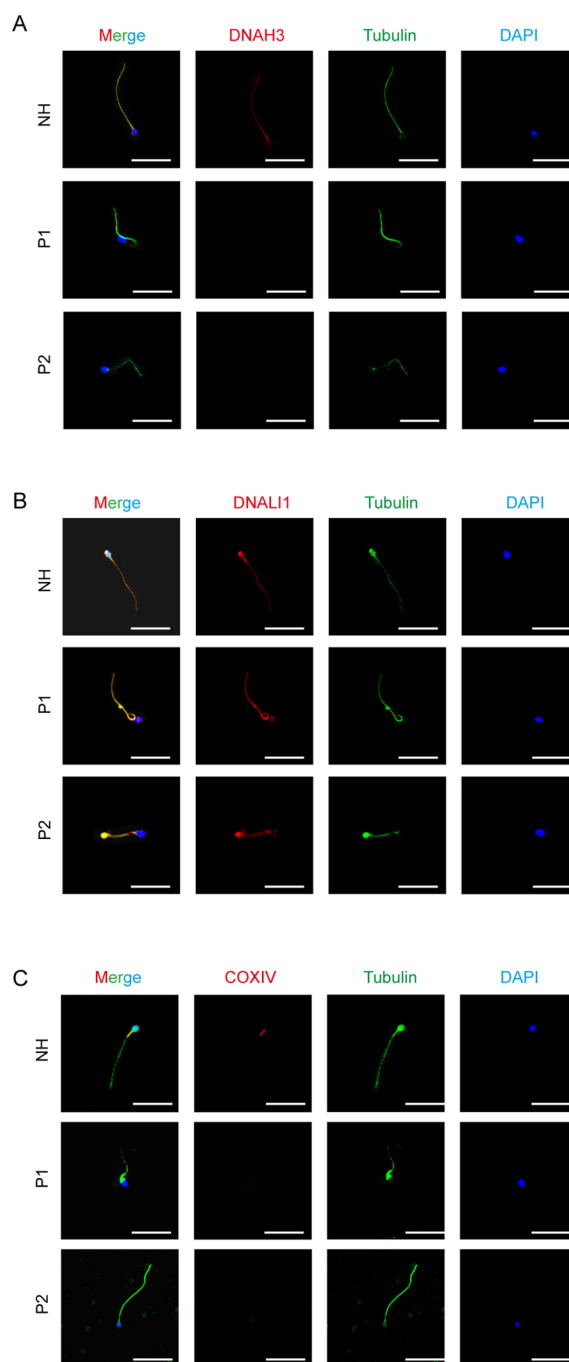 A
Merge DNAH3 Tubulin DAPI
NH
P1
P2
B
Merge DNALI1 Tubulin DAPI
NH
P1
P2
C
Merge COXIV Tubulin DAPI
NH
P1
P2